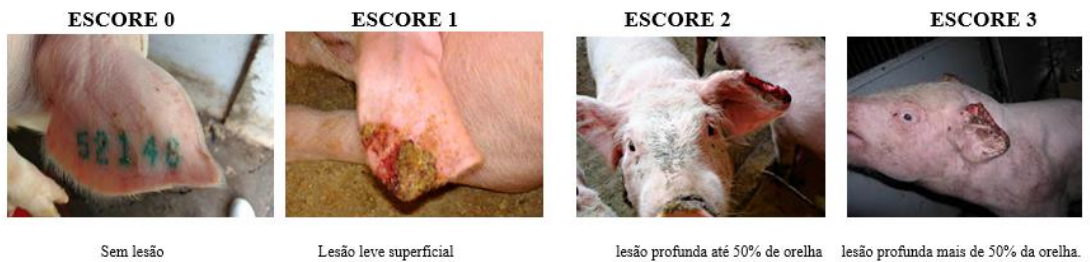 ESCORE 0
ESCORE 1
ESCORE 2
ESCORE 3
52146
Sem lesão
Lesão leve superficial
lesão profunda até 50% de orelha
lesão profunda mais de 50% da orelha.